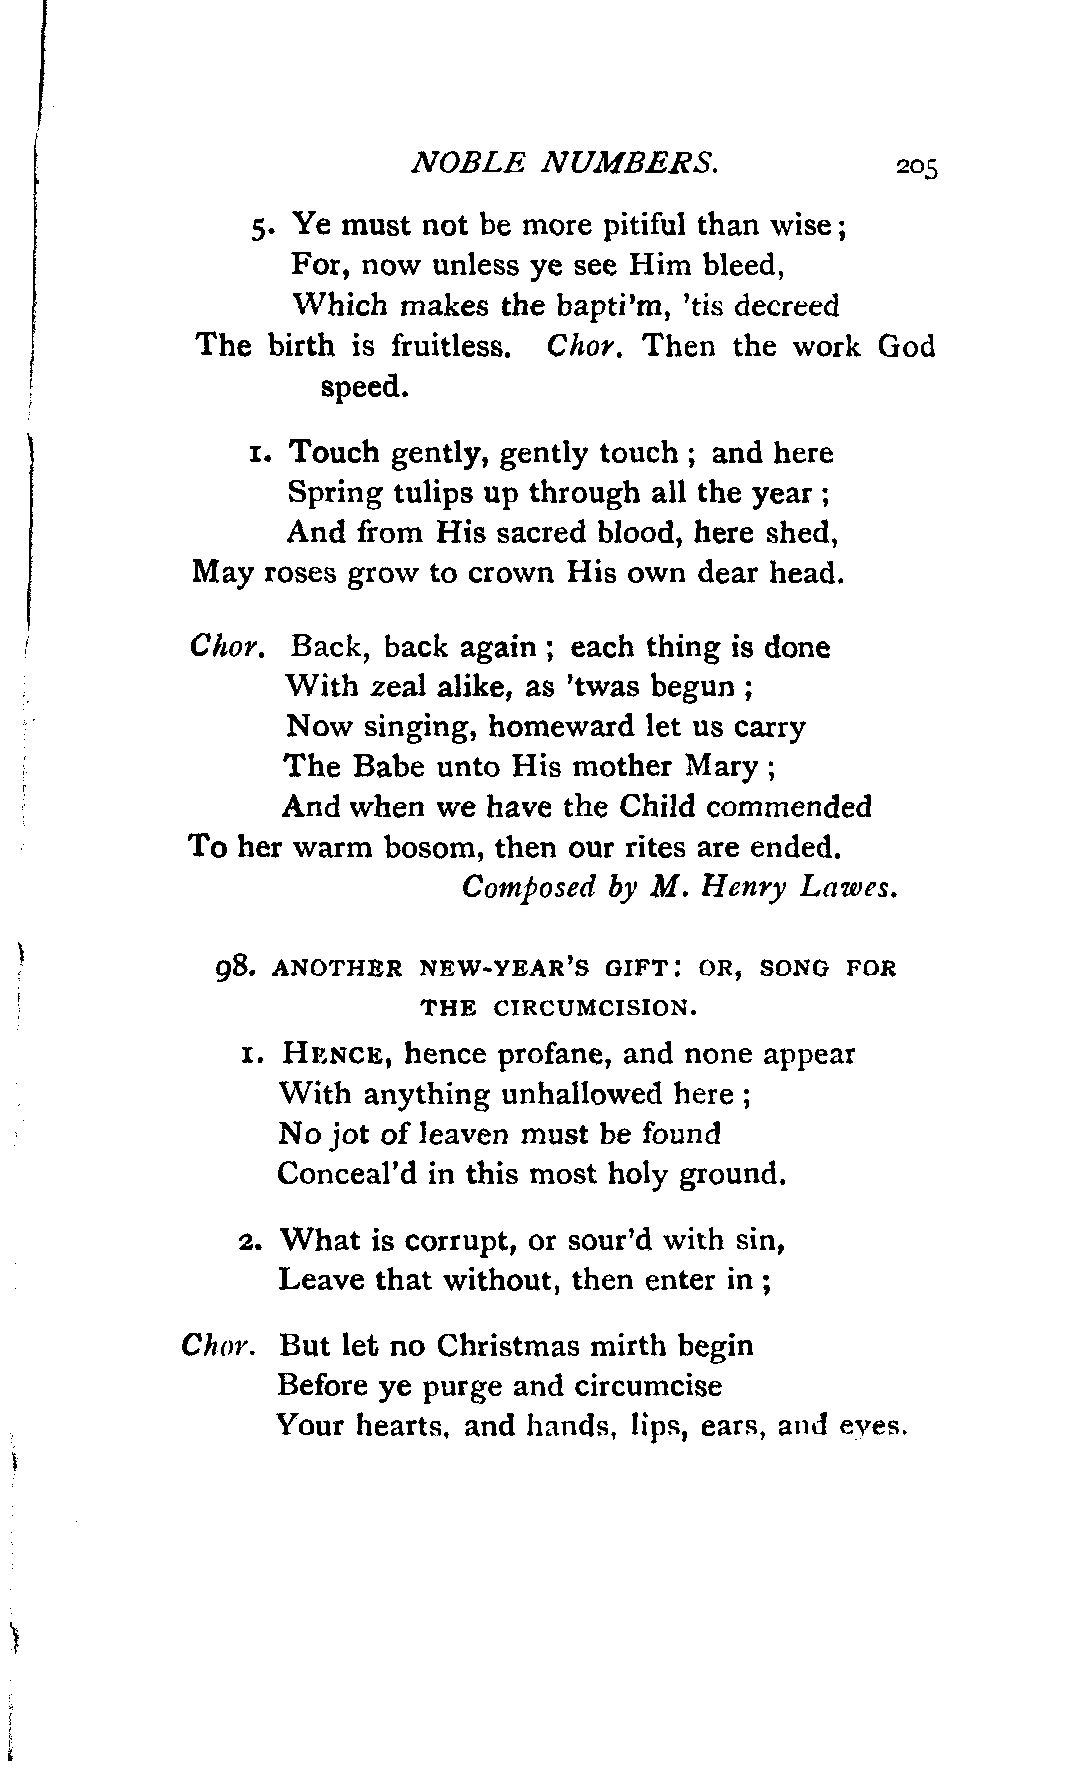 NOBLE NUMBERS. 205
5. Ye must not be more pitiful than wise;
For, now unless ye see Him bleed,
Which makes the bapti'm, 'tis decreed
The birth is fruitless. Chor. Then the work God
speed.
1. Touch gently, gently touch; and here
Spring tulips up through all the year;
And from His sacred blood, here shed,
May roses grow to crown His own dear head.
Chor. Back, back again; each thing is done
With zeal alike, as 'twas begun;
Now singing, homeward let us carry
The Babe unto His mother Mary;
And when we have the Child commended
To her warm bosom, then our rites are ended.
Composed by M. Henry Lawes.
98. ANOTHER NEW-YEAR'S GIFT: OR, SONG FOR
THE CIRCUMCISION.
1. HENCE, hence profane, and none appear
With anything unhallowed here;
No jot of leaven must be found
Conceal'd in this most holy ground.
2. What is corrupt, or sour'd with sin,
Leave that without, then enter in;
Chor. But let no Christmas mirth begin
Before ye purge and circumcise
Your hearts, and hands, lips, ears, and eyes.